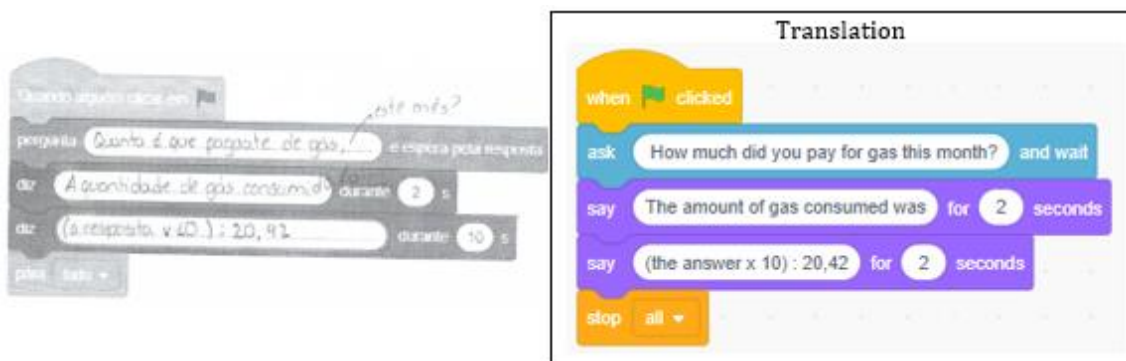 Quando alguém clicar em
este mês?
pergunta Quanto é que pagaste de gás, e espera pela resposta
diz A quantidade de gás consumida durante 2 s
diz (a resposta x 10) : 20,42 durante 10 s
pára tudo
Translation
when clicked
ask How much did you pay for gas this month? and wait
say The amount of gas consumed was for 2 seconds
say (the answer x 10) : 20,42 for 2 seconds
stop all